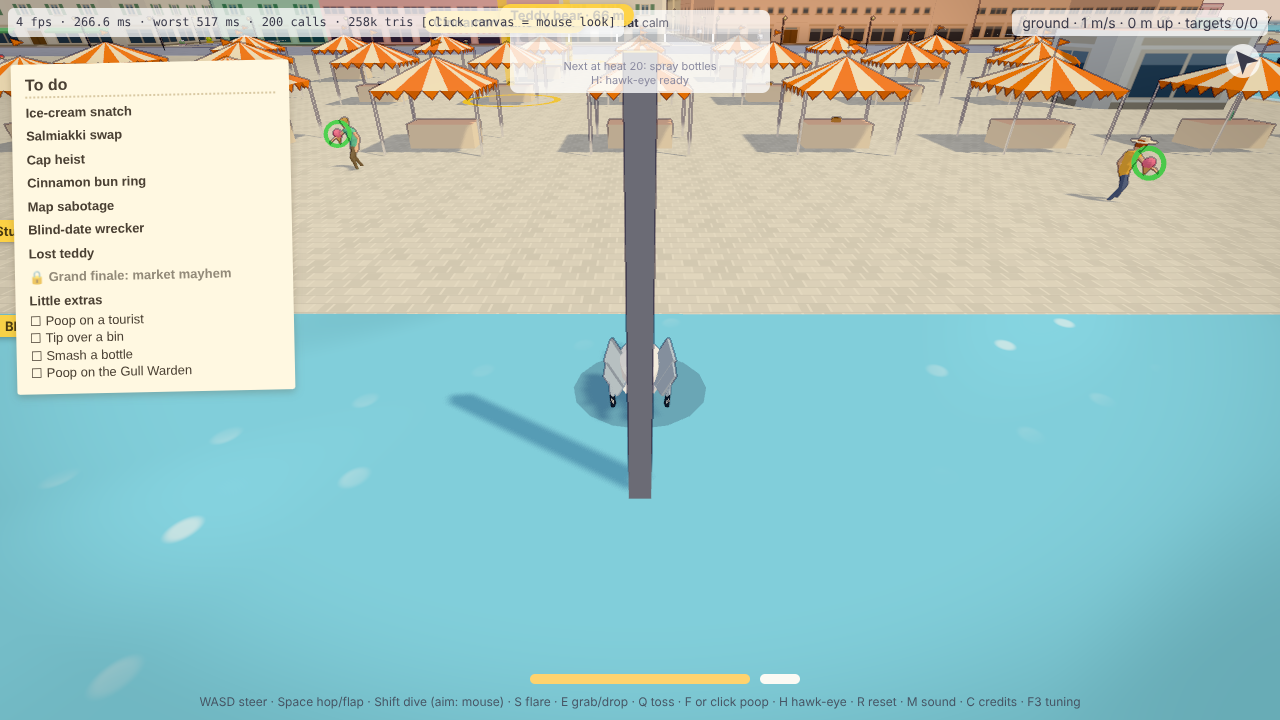 4 fps · 266.6 ms · worst 517 ms · 200 calls · 258k tris [click canvas = mouse look]
Teddy bear · 66 m
calm
ground · 1 m/s · 0 m up · targets 0/0
Next at heat 20: spray bottles
H: hawk-eye ready
To do
Ice-cream snatch
Salmiakki swap
Cap heist
Cinnamon bun ring
Map sabotage
Blind-date wrecker
Lost teddy
Grand finale: market mayhem
Little extras
Poop on a tourist
Tip over a bin
Smash a bottle
Poop on the Gull Warden
WASD steer · Space hop/flap · Shift dive (aim: mouse) · S flare · E grab/drop · Q toss · F or click poop · H hawk-eye · R reset · M sound · C credits · F3 tuning